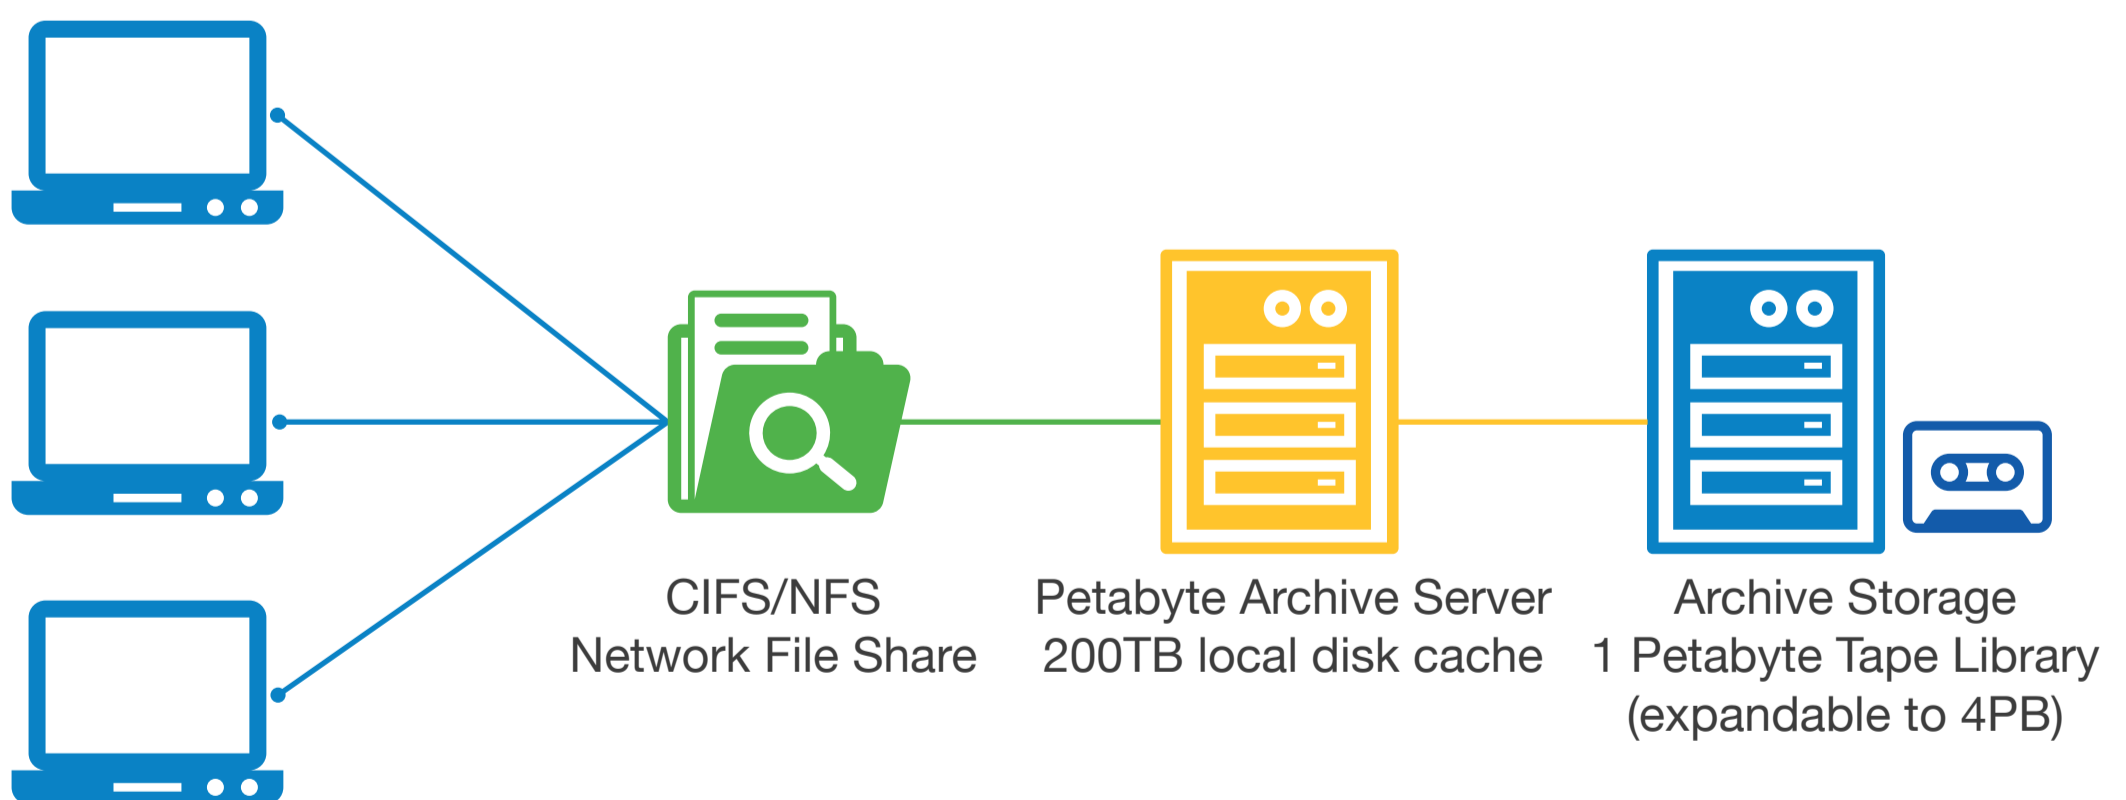 CIFS/NFS
Network File Share
Petabyte Archive Server
200TB local disk cache
Archive Storage
1 Petabyte Tape Library
(expandable to 4PB)